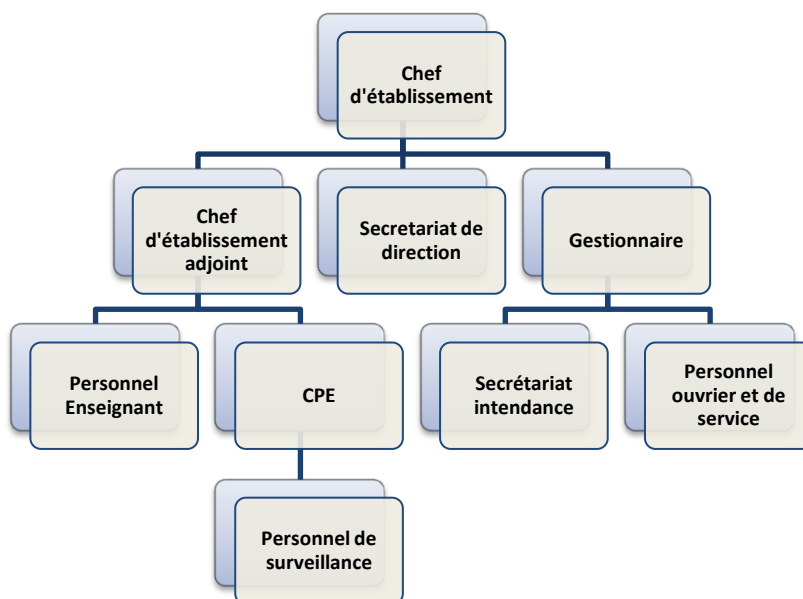 Chef
d'établissement
Chef
d'établissement
adjoint
Secretariat de
direction
Gestionnaire
Personnel
Enseignant
CPE
Secrétariat
intendance
Personnel
ouvrier et de
service
Personnel de
surveillance